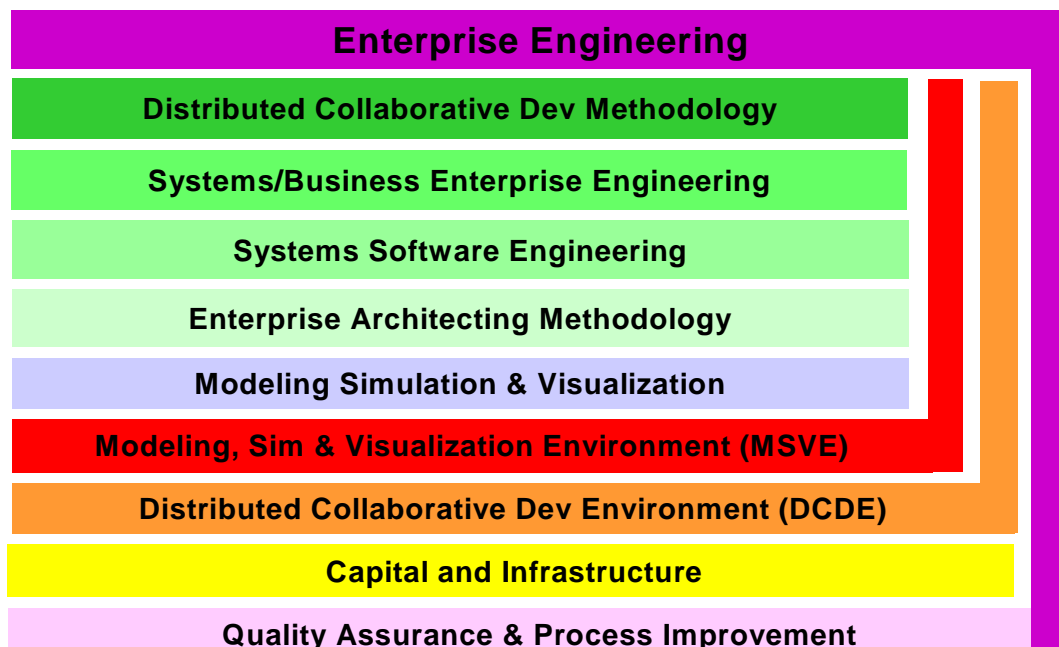 Enterprise Engineering
Distributed Collaborative Dev Methodology
Systems/Business Enterprise Engineering
Systems Software Engineering
Enterprise Architecting Methodology
Modeling Simulation & Visualization
Modeling, Sim & Visualization Environment (MSVE)
Distributed Collaborative Dev Environment (DCDE)
Capital and Infrastructure
Quality Assurance & Process Improvement